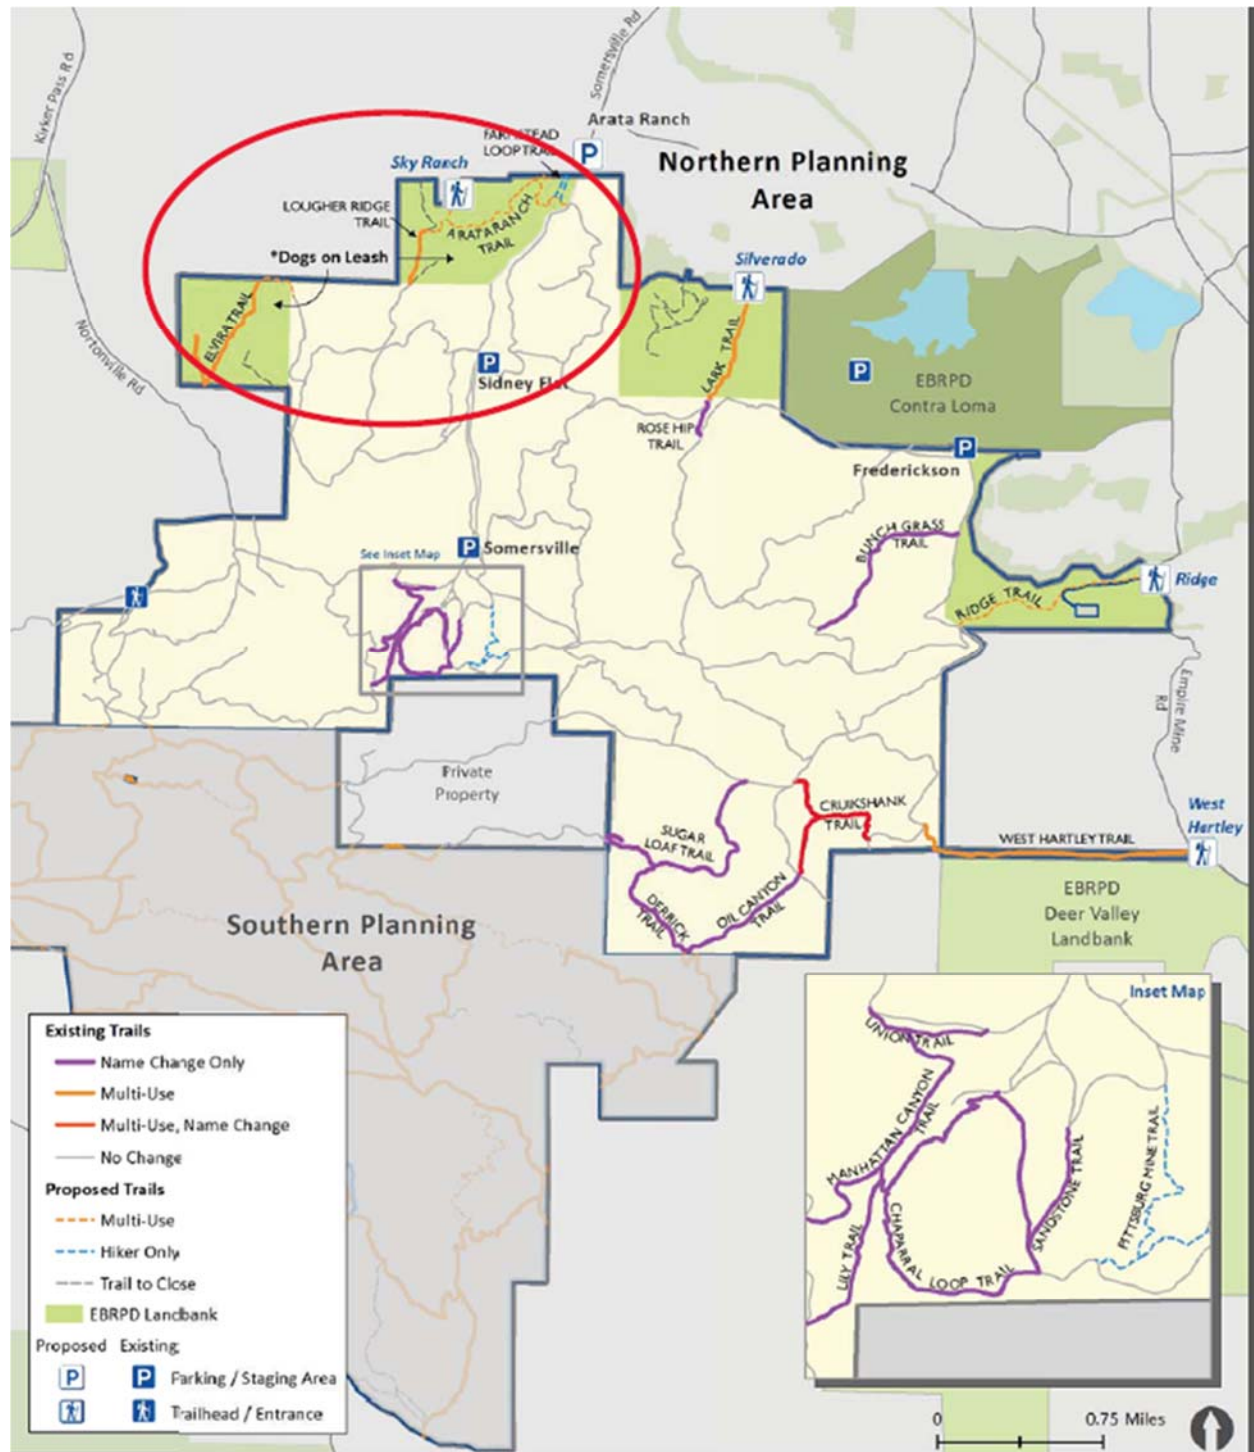 Kirker Pass Rd
Somersville Rd
Arata Ranch
LOOP TRAIL
Sky Ranch
Northern Planning
Area
LOUGHER RIDGE
TRAIL
ARATA RANCH
TRAIL
*Dogs on Leash
Silverado
ELVIRA TRAIL
Nortonville Rd
LARK TRAIL
EBRPD
Contra Loma
Sidney
ROSE HIP
TRAIL
Frederickson
BUNCH GRASS
TRAIL
See Inset Map
Somersville
RIDGE TRAIL
Ridge
Empire Mine
Rd
Private
Property
SUGAR
LOAF TRAIL
CRUIKSHANK
TRAIL
West
Hartley
WEST HARTLEY TRAIL
DERRICK
TRAIL
OIL CANYON
TRAIL
EBRPD
Deer Valley
Landbank
Southern Planning
Area
Inset Map
UNION TRAIL
MANHATTAN CANYON
TRAIL
LILY TRAIL
CHAPARRAL LOOP TRAIL
SANDSTONE TRAIL
PITTSBURG MINE TRAIL
Existing Trails
Name Change Only
Multi-Use
Multi-Use, Name Change
No Change
Proposed Trails
Multi-Use
Hiker Only
Trail to Close
EBRPD Landbank
Proposed Existing
P P Parking / Staging Area
Trailhead / Entrance
0 0.75 Miles